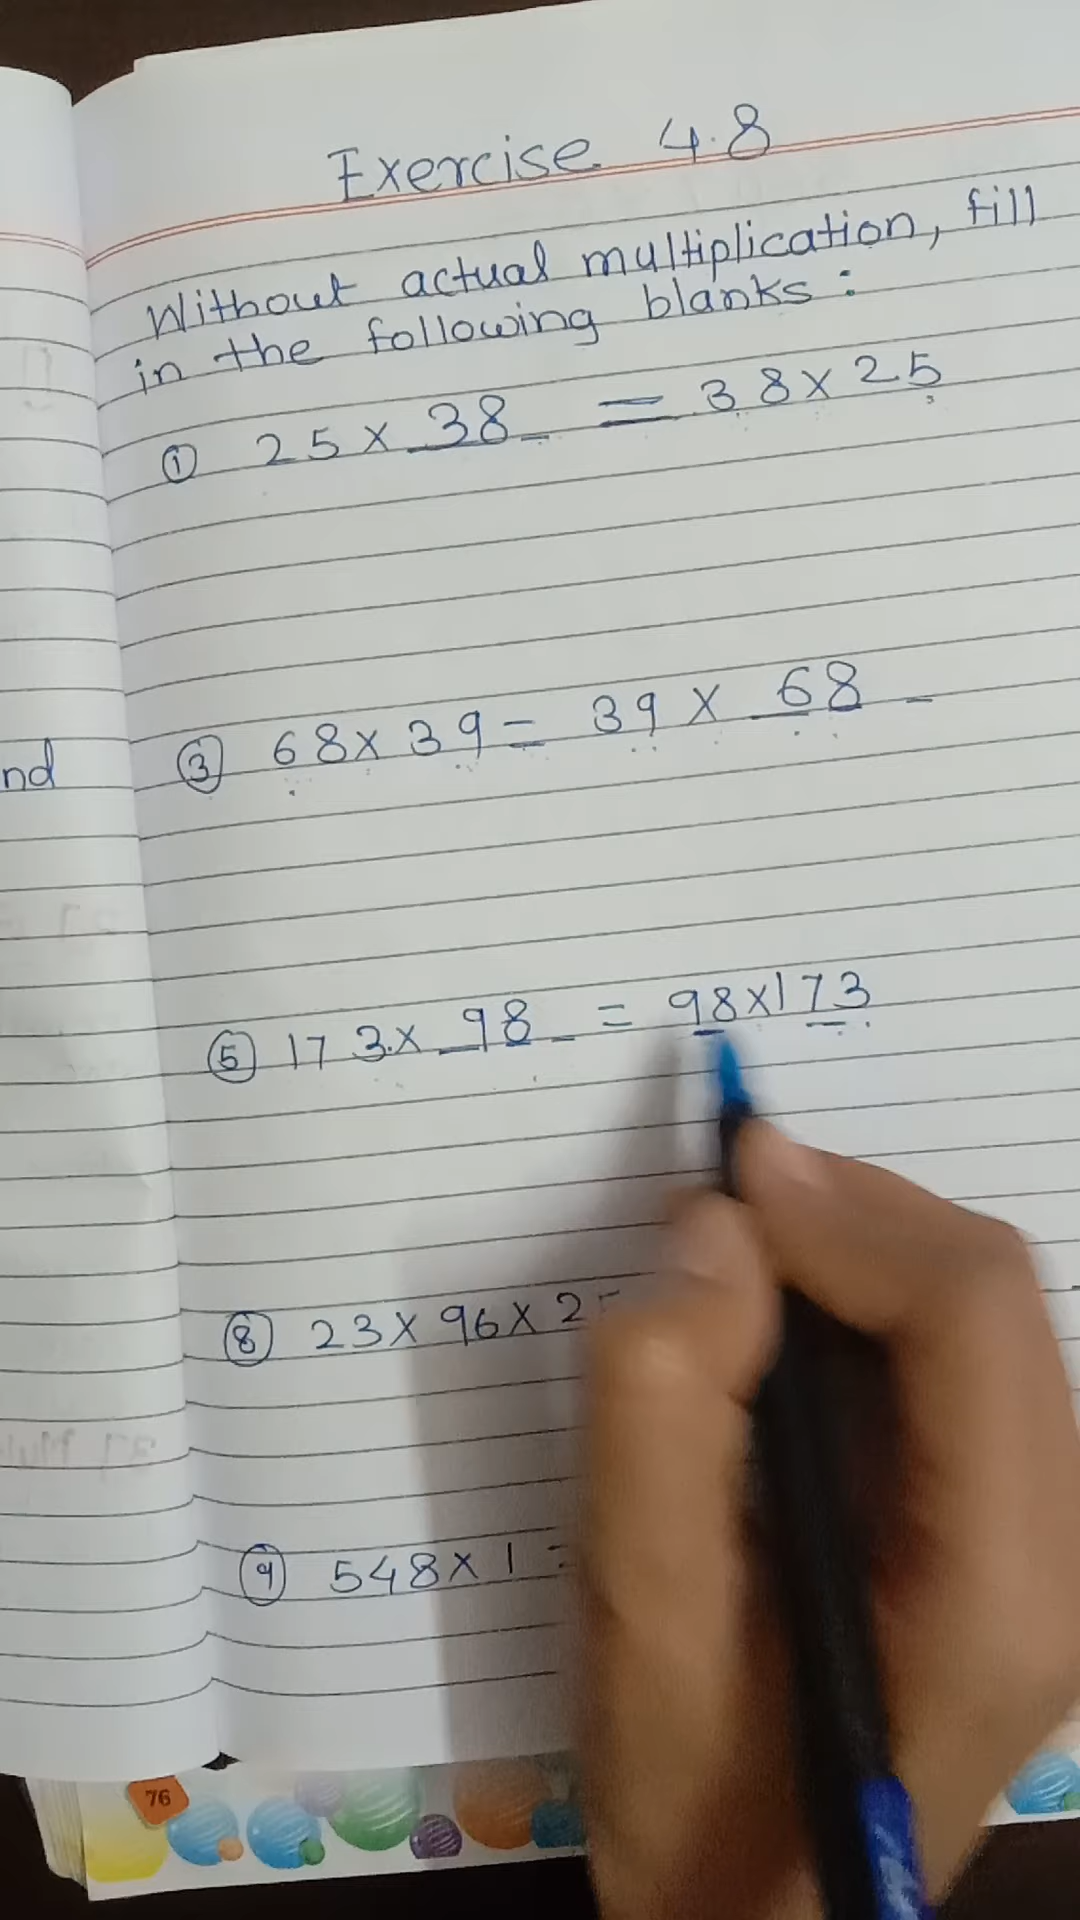 Exercise 4.8
Without actual multiplication, fill
in the following blanks:
① 25 × 38 = 38 × 25
nd
③ 68 × 39 = 39 × 68
⑤ 173 × 98 = 98 × 173
⑧ 23 × 96 × 2
⑨ 548 × 1 =
76